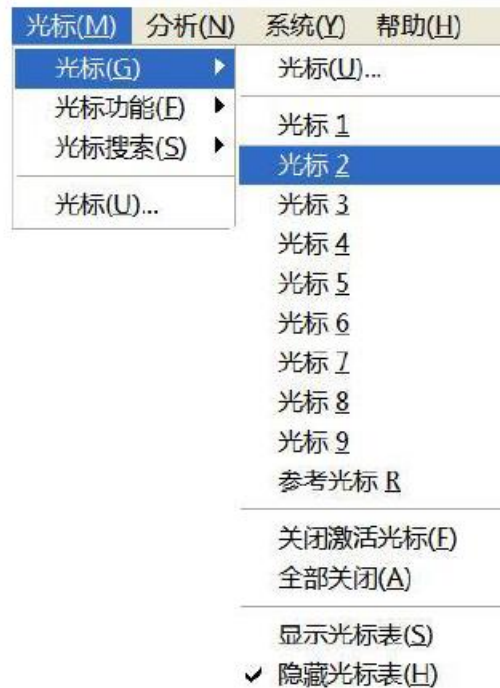 光标(M) 分析(N) 系统(Y) 帮助(H)
光标(G)
光标功能(F)
光标搜索(S)
光标(U)...
光标(U)...
光标 1
光标 2
光标 3
光标 4
光标 5
光标 6
光标 7
光标 8
光标 9
参考光标 R
关闭激活光标(F)
全部关闭(A)
显示光标表(S)
隐藏光标表(H)